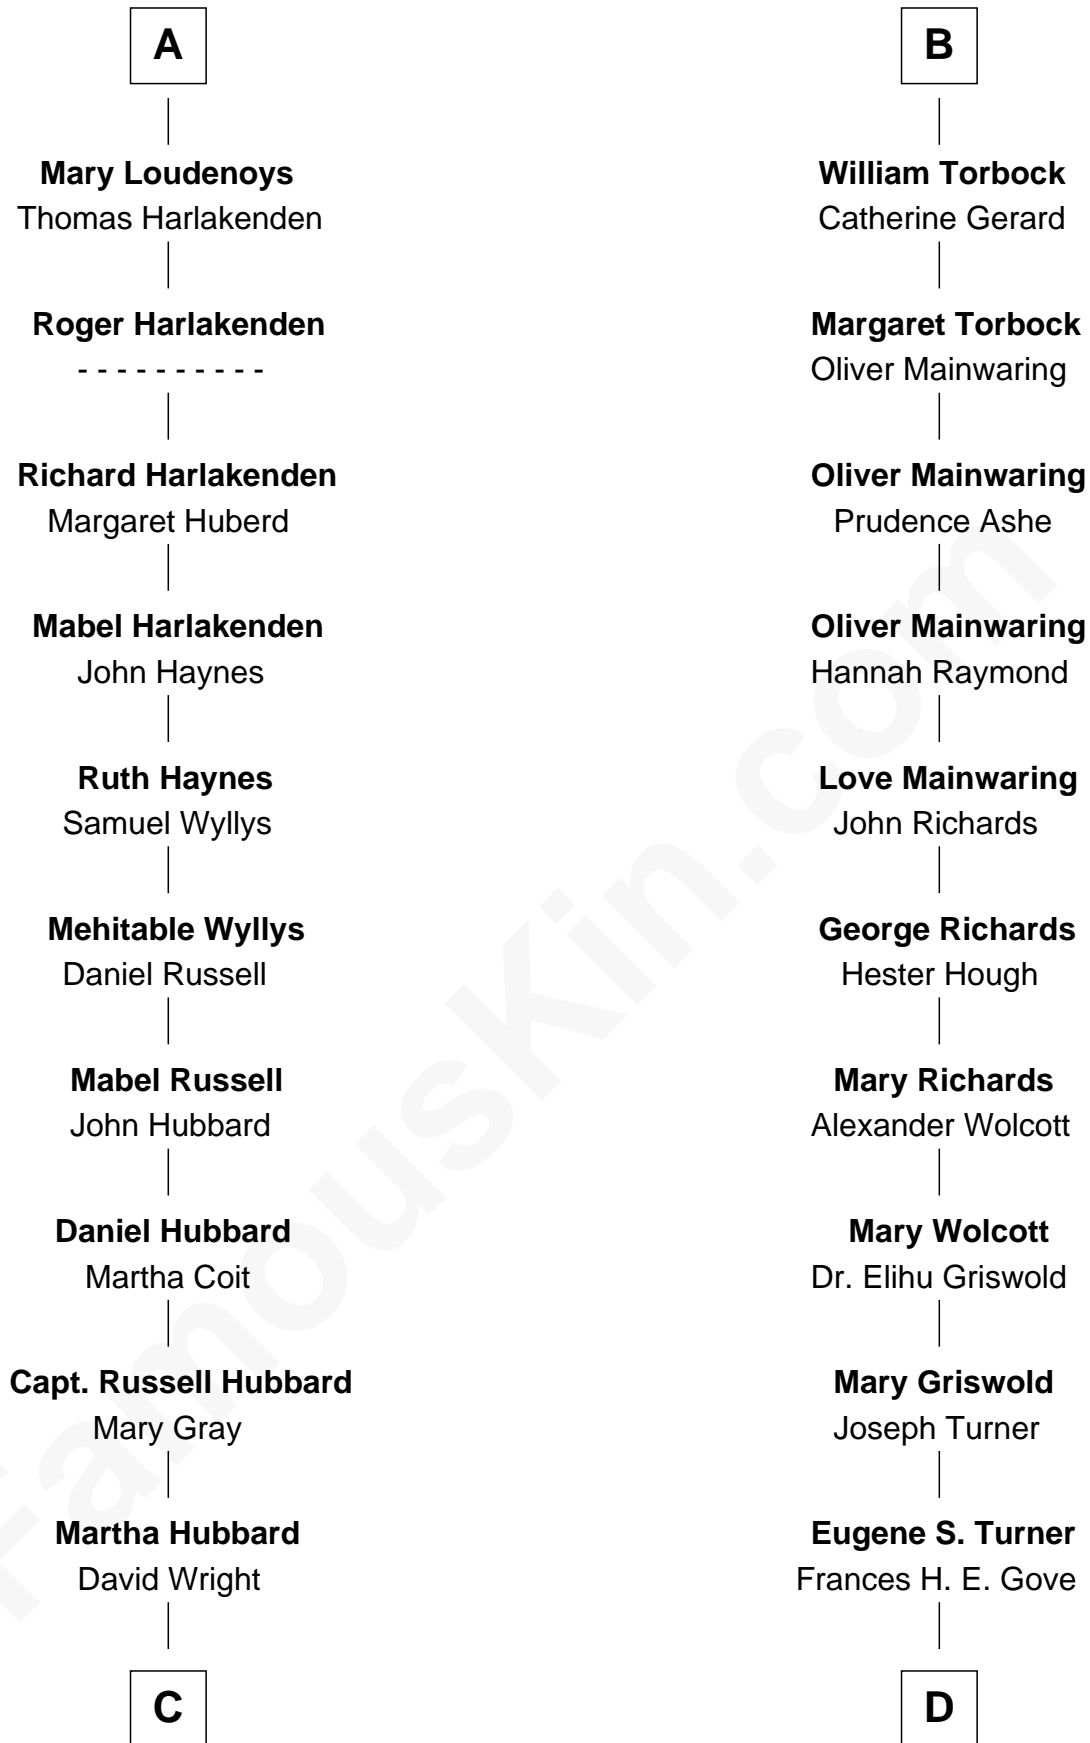 A
Mary Loudenoys
Thomas Harlakenden
Roger Harlakenden
- - - - - - - - - -
Richard Harlakenden
Margaret Huberd
Mabel Harlakenden
John Haynes
Ruth Haynes
Samuel Wyllys
Mehitable Wyllys
Daniel Russell
Mabel Russell
John Hubbard
Daniel Hubbard
Martha Coit
Capt. Russell Hubbard
Mary Gray
Martha Hubbard
David Wright
C
B
William Torbock
Catherine Gerard
Margaret Torbock
Oliver Mainwaring
Oliver Mainwaring
Prudence Ashe
Oliver Mainwaring
Hannah Raymond
Love Mainwaring
John Richards
George Richards
Hester Hough
Mary Richards
Alexander Wolcott
Mary Wolcott
Dr. Elihu Griswold
Mary Griswold
Joseph Turner
Eugene S. Turner
Frances H. E. Gove
D
FamousKin.com